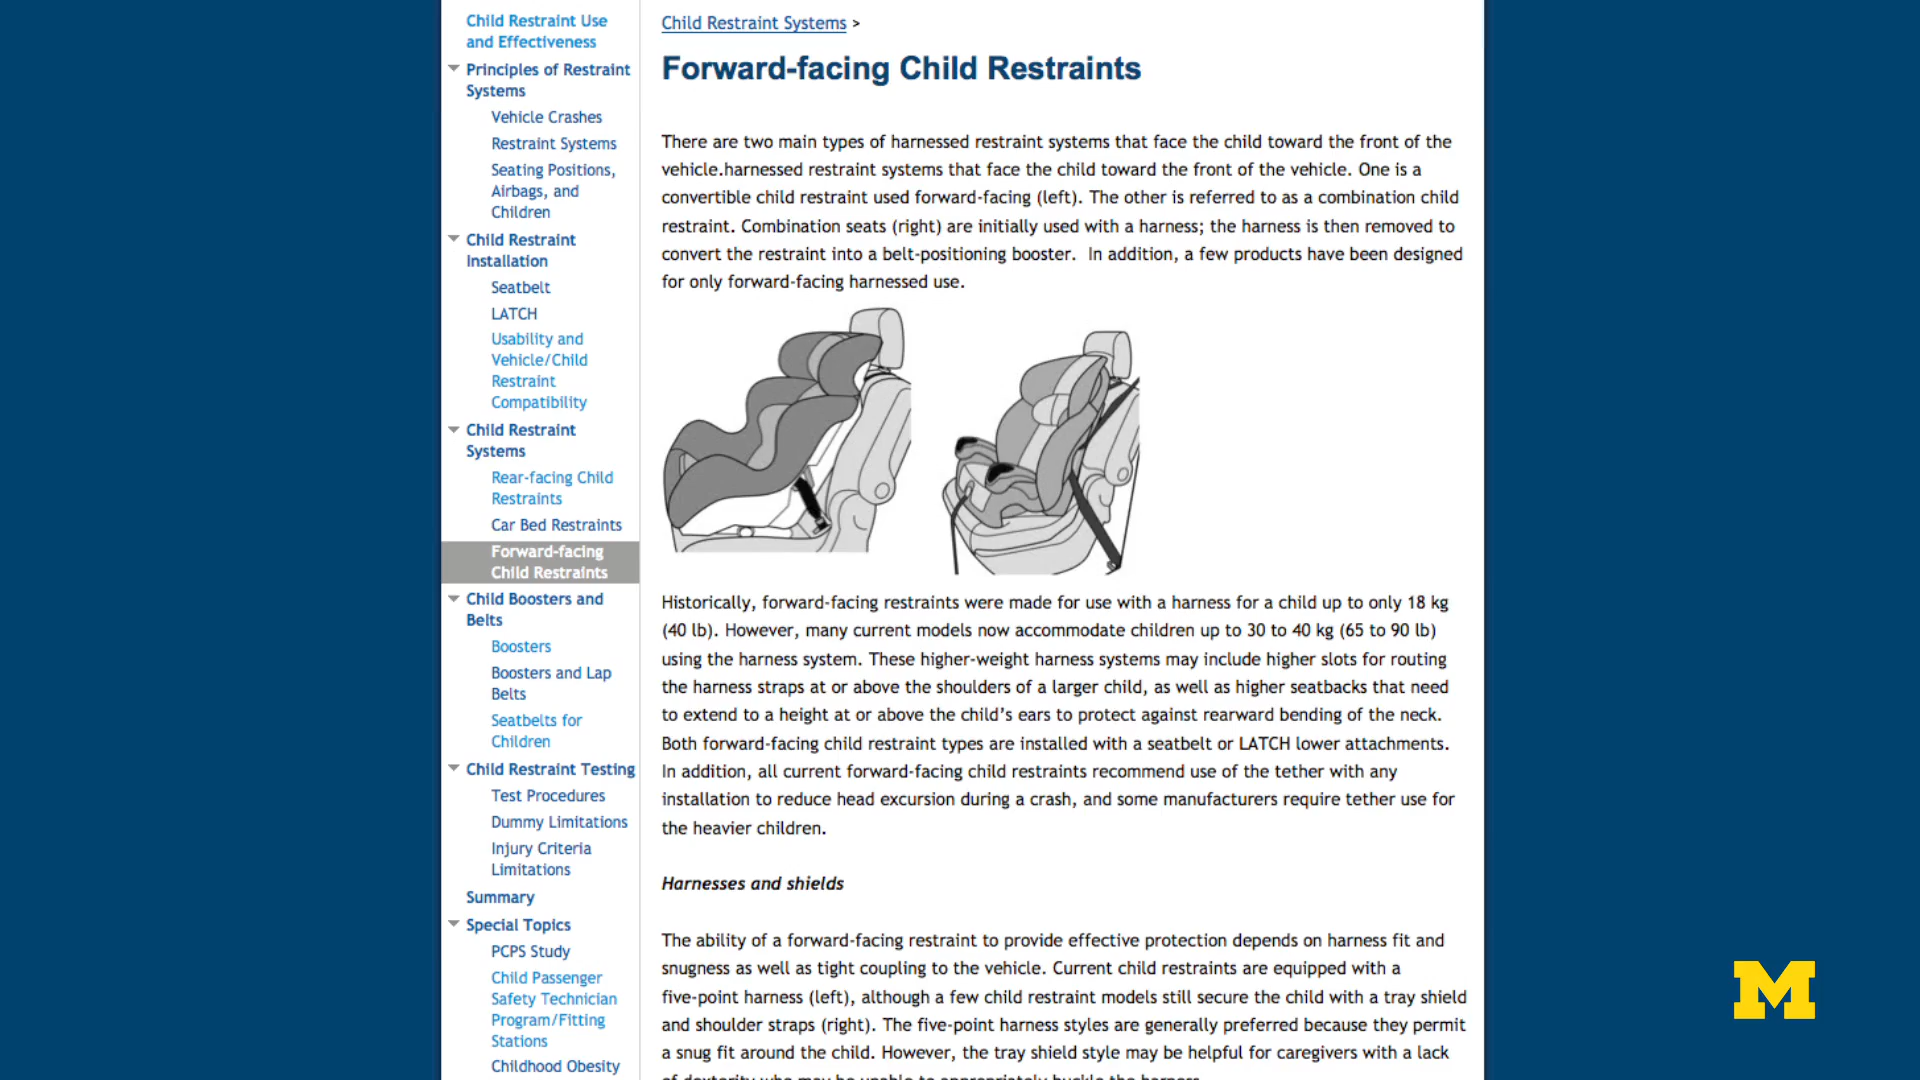 Child Restraint Use
and Effectiveness
Principles of Restraint
Systems
Vehicle Crashes
Restraint Systems
Seating Positions,
Airbags, and
Children
Child Restraint
Installation
Seatbelt
LATCH
Usability and
Vehicle/Child
Restraint
Compatibility
Child Restraint
Systems
Rear-facing Child
Restraints
Car Bed Restraints
Forward-facing
Child Restraints
Child Boosters and
Belts
Boosters
Boosters and Lap
Belts
Seatbelts for
Children
Child Restraint Testing
Test Procedures
Dummy Limitations
Injury Criteria
Limitations
Summary
Special Topics
PCPS Study
Child Passenger
Safety Technician
Program/Fitting
Stations
Childhood Obesity
Child Restraint Systems >
Forward-facing Child Restraints
There are two main types of harnessed restraint systems that face the child toward the front of the
vehicle.harnessed restraint systems that face the child toward the front of the vehicle. One is a
convertible child restraint used forward-facing (left). The other is referred to as a combination child
restraint. Combination seats (right) are initially used with a harness; the harness is then removed to
convert the restraint into a belt-positioning booster.  In addition, a few products have been designed
for only forward-facing harnessed use.
Historically, forward-facing restraints were made for use with a harness for a child up to only 18 kg
(40 lb). However, many current models now accommodate children up to 30 to 40 kg (65 to 90 lb)
using the harness system. These higher-weight harness systems may include higher slots for routing
the harness straps at or above the shoulders of a larger child, as well as higher seatbacks that need
to extend to a height at or above the child's ears to protect against rearward bending of the neck.
Both forward-facing child restraint types are installed with a seatbelt or LATCH lower attachments.
In addition, all current forward-facing child restraints recommend use of the tether with any
installation to reduce head excursion during a crash, and some manufacturers require tether use for
the heavier children.
Harnesses and shields
The ability of a forward-facing restraint to provide effective protection depends on harness fit and
snugness as well as tight coupling to the vehicle. Current child restraints are equipped with a
five-point harness (left), although a few child restraint models still secure the child with a tray shield
and shoulder straps (right). The five-point harness styles are generally preferred because they permit
a snug fit around the child. However, the tray shield style may be helpful for caregivers with a lack
of dexterity who may be unable to appropriately buckle the harness.
M